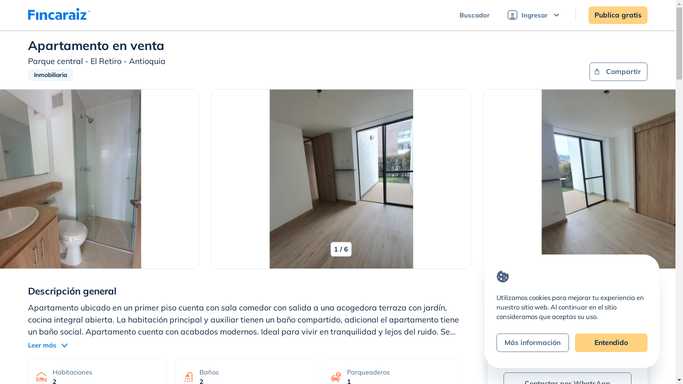 Fincaraiz
Buscador
Ingresar
Publica gratis
Apartamento en venta
Parque central - El Retiro - Antioquia
Inmobiliaria
Compartir
1 / 6
Descripción general
Apartamento ubicado en un primer piso cuenta con sala comedor con salida a una acogedora terraza con jardín,
cocina integral abierta. La habitación principal y auxiliar tienen un baño compartido, adicional el apartamento tiene
un baño social. Apartamento cuenta con acabados modernos. Ideal para vivir en tranquilidad y lejos del ruido. Se...
Leer más
Habitaciones
2
Baños
2
Parqueaderos
1
Utilizamos cookies para mejorar tu experiencia en
nuestro sitio web. Al continuar en el sitio
consideramos que aceptas su uso.
Más información
Entendido
Contactar por WhatsApp